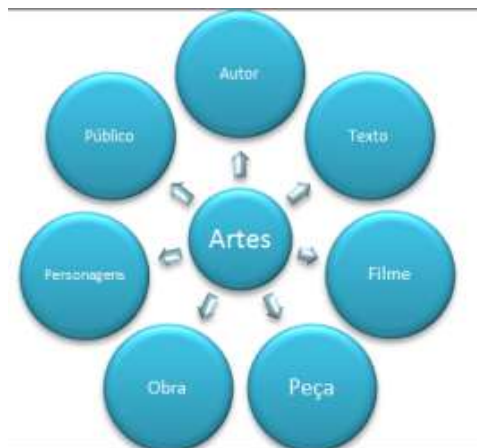 Autor
Texto
Filme
Peça
Obra
Personagens
Público
Artes